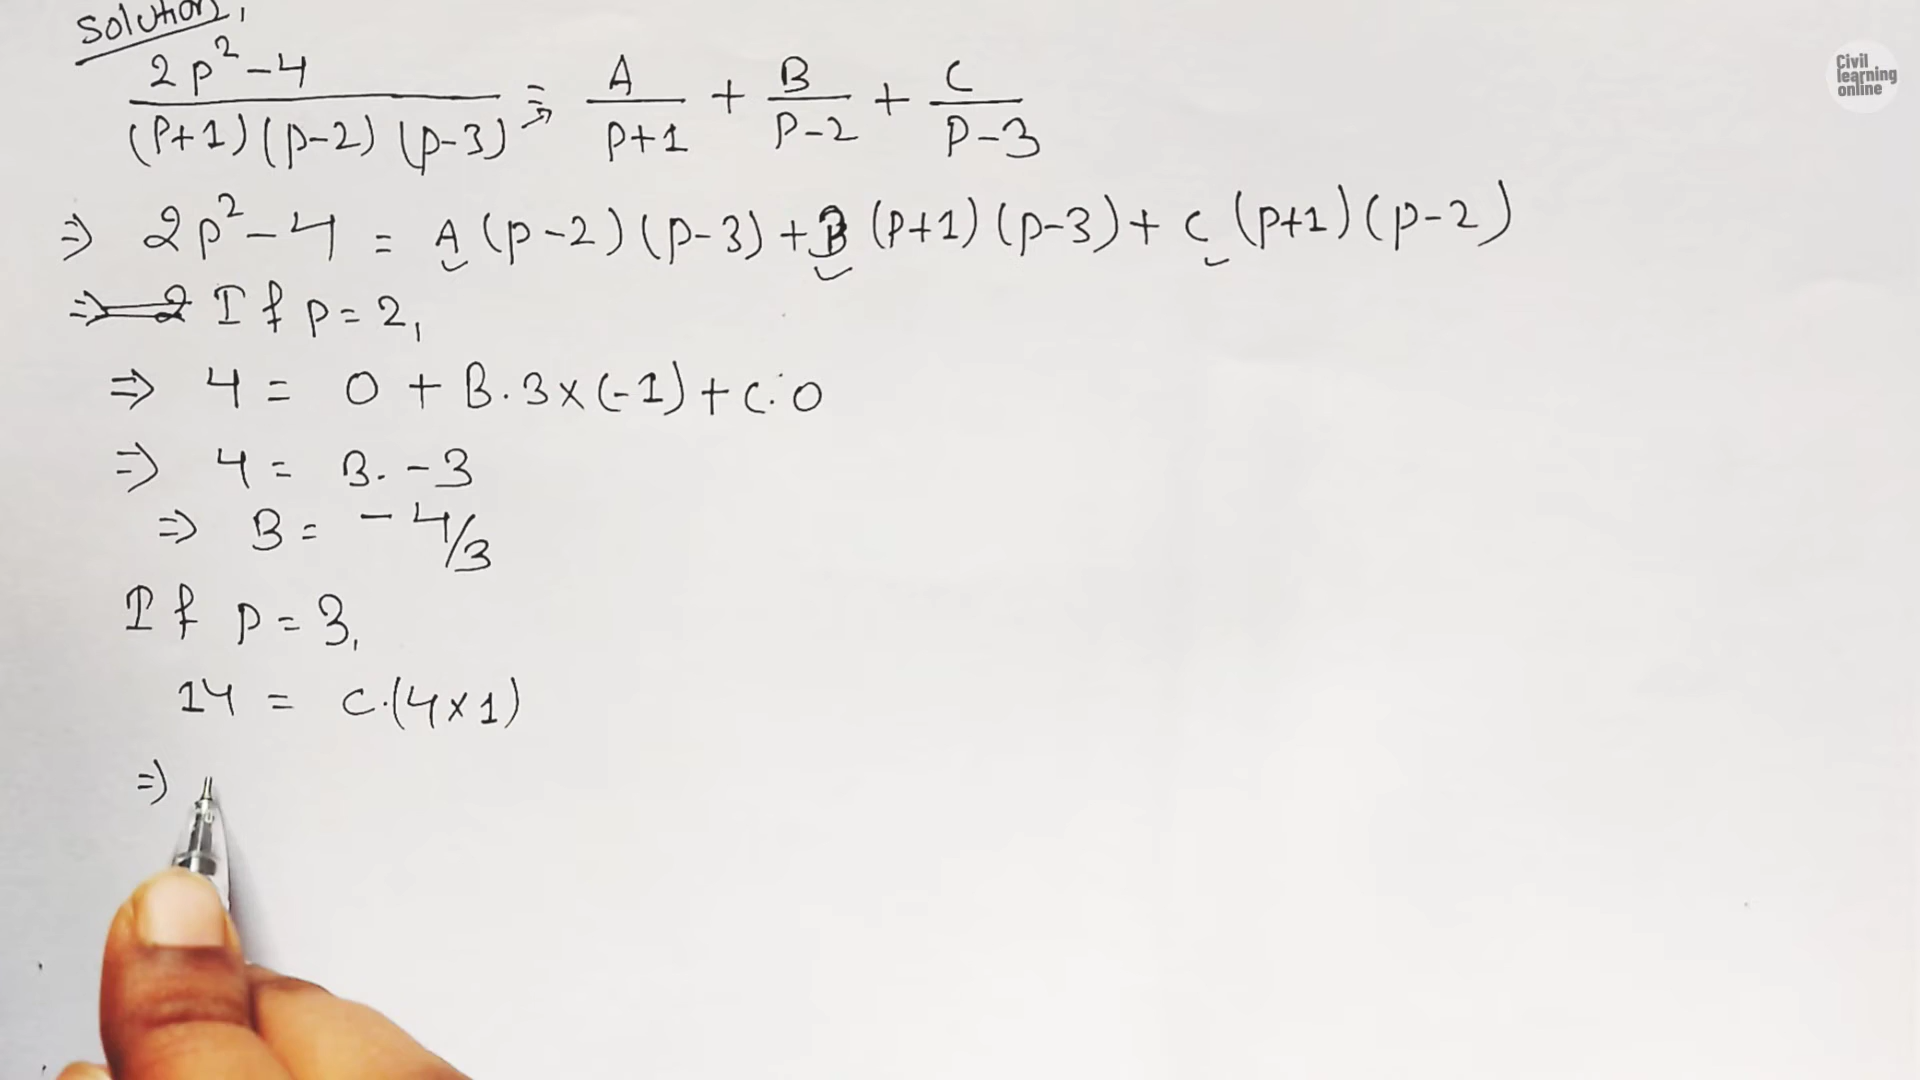 Solution,
2p²-4/(p+1)(p-2)(p-3) ⇒ A/p+1 + B/p-2 + C/p-3
⇒ 2p²-4 = A(p-2)(p-3)+B(p+1)(p-3)+C(p+1)(p-2)
⇒ 2 If p=2,
⇒ 4 = 0 + B.3×(-1)+C.0
⇒ 4 = B.-3
⇒ B = -4/3
If p=3,
14 = C.(4×1)
⇒
Civil
learning
online